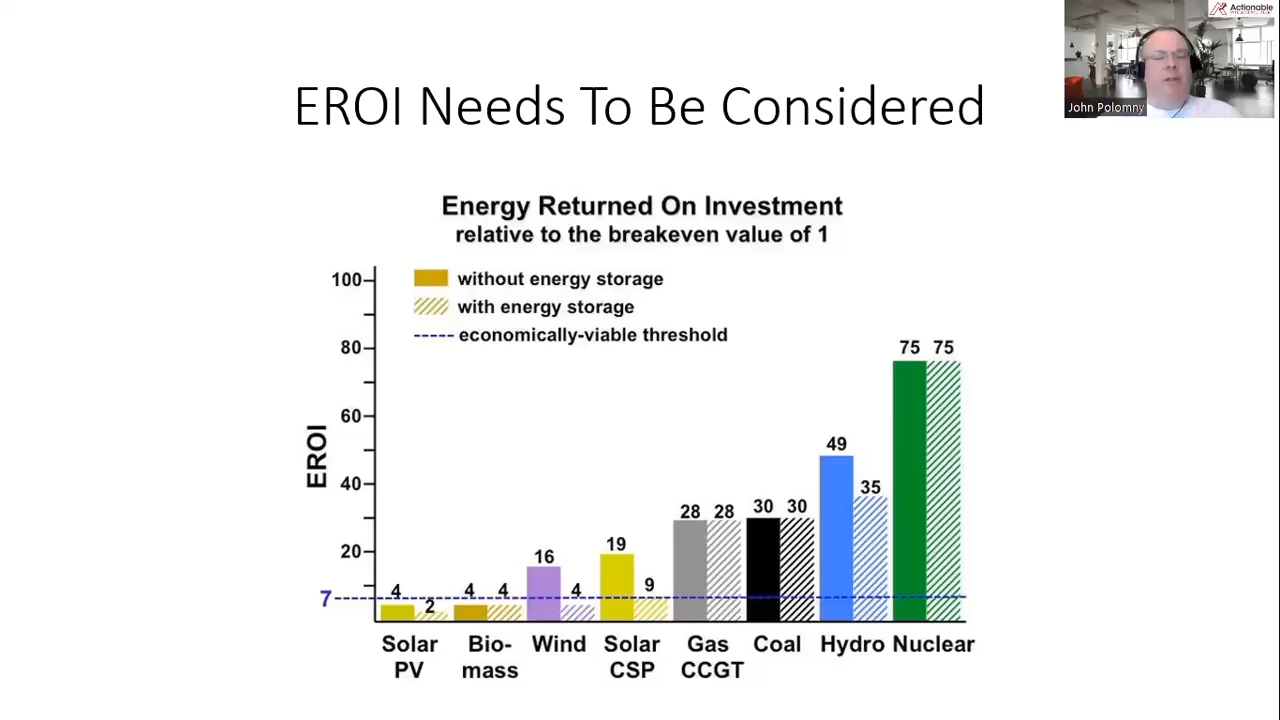 Actionable
John Polomny
EROI Needs To Be Considered
Energy Returned On Investment
relative to the breakeven value of 1
without energy storage
with energy storage
economically-viable threshold
EROI
100
80
60
40
20
7
4 2
4 4
16 4
19 9
28 28
30 30
49 35
75 75
Solar Bio- Wind Solar Gas Coal Hydro Nuclear
PV mass CSP CCGT